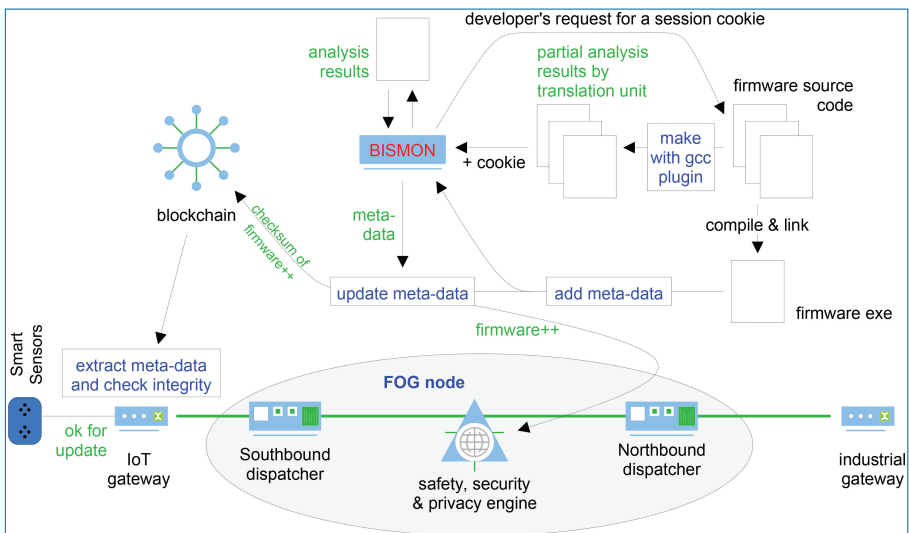 developer's request for a session cookie
analysis
results
partial analysis
results by
translation unit
firmware source
code
BISMON
+ cookie
make
with gcc
plugin
blockchain
checksum of
firmware++
meta-
data
compile & link
update meta-data
add meta-data
firmware exe
firmware++
Smart
Sensors
extract meta-data
and check integrity
FOG node
ok for
update
IoT
gateway
Southbound
dispatcher
safety, security
& privacy engine
Northbound
dispatcher
industrial
gateway